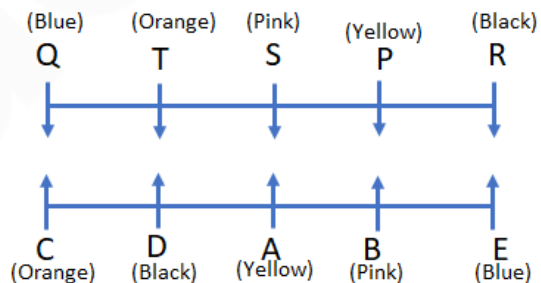 (Blue) (Orange) (Pink) (Yellow) (Black)
Q T S P R
C D A B E
(Orange) (Black) (Yellow) (Pink) (Blue)